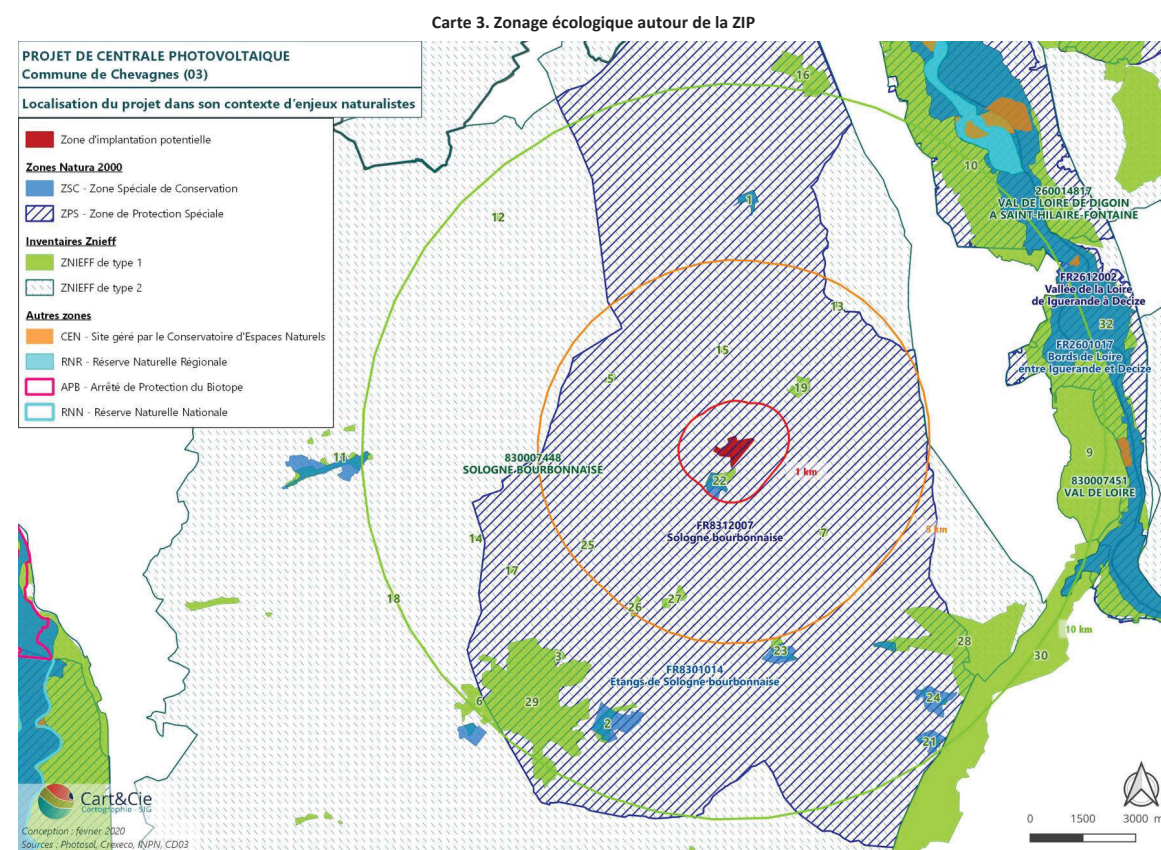 Carte 3. Zonage écologique autour de la ZIP
PROJET DE CENTRALE PHOTOVOLTAIQUE
Commune de Chevagnes (03)
Localisation du projet dans son contexte d'enjeux naturalistes
Zone d'implantation potentielle
Zones Natura 2000
ZSC - Zone Spéciale de Conservation
ZPS - Zone de Protection Spéciale
Inventaires Znieff
ZNIEFF de type 1
ZNIEFF de type 2
Autres zones
CEN - Site géré par le Conservatoire d'Espaces Naturels
RNR - Réserve Naturelle Régionale
APB - Arrêté de Protection du Biotope
RNN - Réserve Naturelle Nationale
16
10
1
12
260014817
VAL DE LOIRE DE DIGOIN
A SAINT-HILAIRE-FONTAINE
FR2612002
Vallée de la Loire
de Iguerande à Decize
13
32
FR2601017
Bords de Loire
entre Iguerande et Decize
15
5
19
11
830007448
SOLOGNE BOURBONNAISE
9
1 km
22
830007451
VAL DE LOIRE
FR8312007
Sologne bourbonnaise
7
5 km
14
25
17
18
26
27
10 km
28
23
30
3
FR8301014
Etangs de Sologne bourbonnaise
6
29
2
24
21
Cart&Cie
Cartographie - SIG
Conception : février 2020
Sources : Photosol, Crexeco, INPN, CD03
0 1500 3000 m